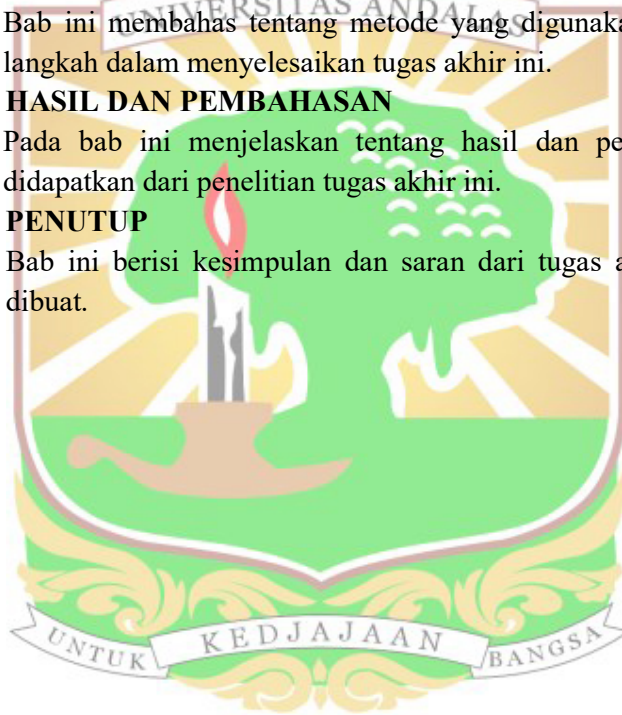 UNIVERSITAS ANDALAS
Bab ini membahas tentang metode yang digunaka
langkah dalam menyelesaikan tugas akhir ini.
HASIL DAN PEMBAHASAN
Pada bab ini menjelaskan tentang hasil dan pe
didapatkan dari penelitian tugas akhir ini.
PENUTUP
Bab ini berisi kesimpulan dan saran dari tugas a
dibuat.
UNTUK KEDJAJAAN BANGSA